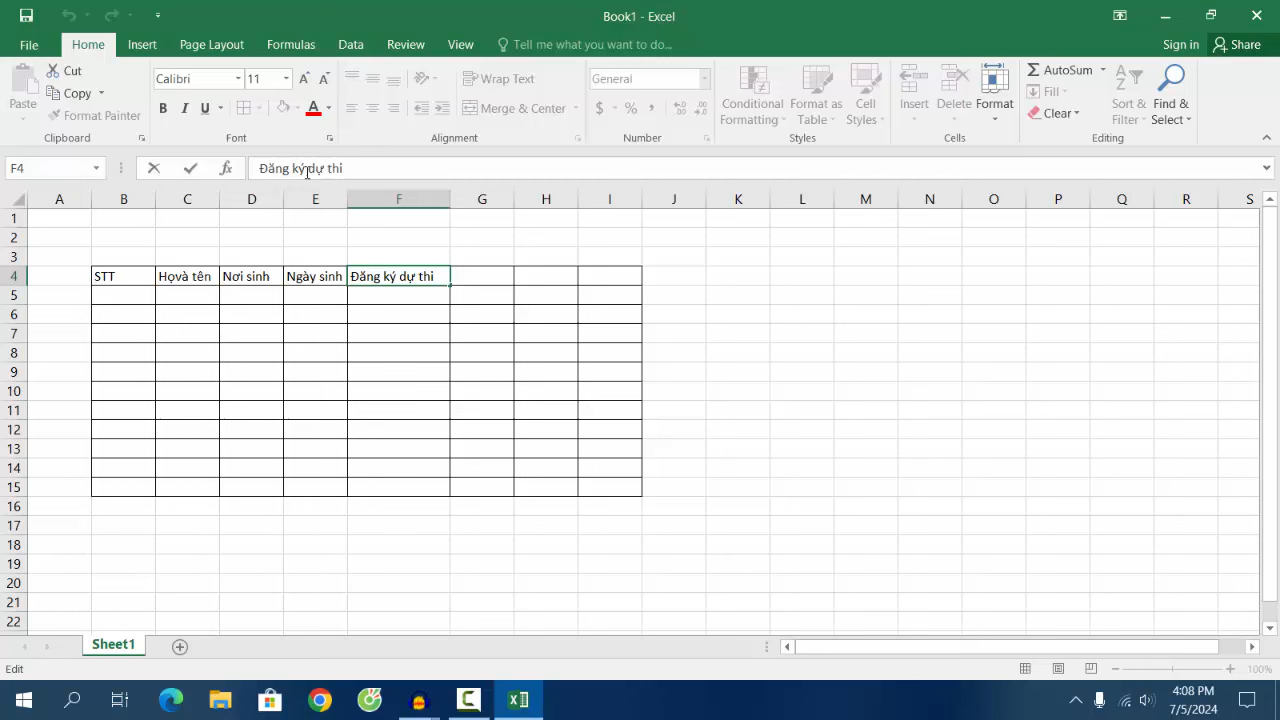 Book1 - Excel
File Home Insert Page Layout Formulas Data Review View Tell me what you want to do... Sign in Share
Paste Cut Copy Format Painter
Calibri 11
B I U A
Wrap Text
Merge & Center
General
$ % ,
Conditional Formatting
Format as Table
Cell Styles
Insert Delete Format
AutoSum
Fill
Clear
Sort & Filter
Find & Select
Clipboard Font Alignment Number Styles Cells Editing
F4 fx Đăng ký dự thi
A B C D E F G H I J K L M N O P Q R S
1
2
3
4 STT Họvà tên Nơi sinh Ngày sinh Đăng ký dự thi
5
6
7
8
9
10
11
12
13
14
15
16
17
18
19
20
21
22
Sheet1
Edit 100%
4:08 PM
7/5/2024